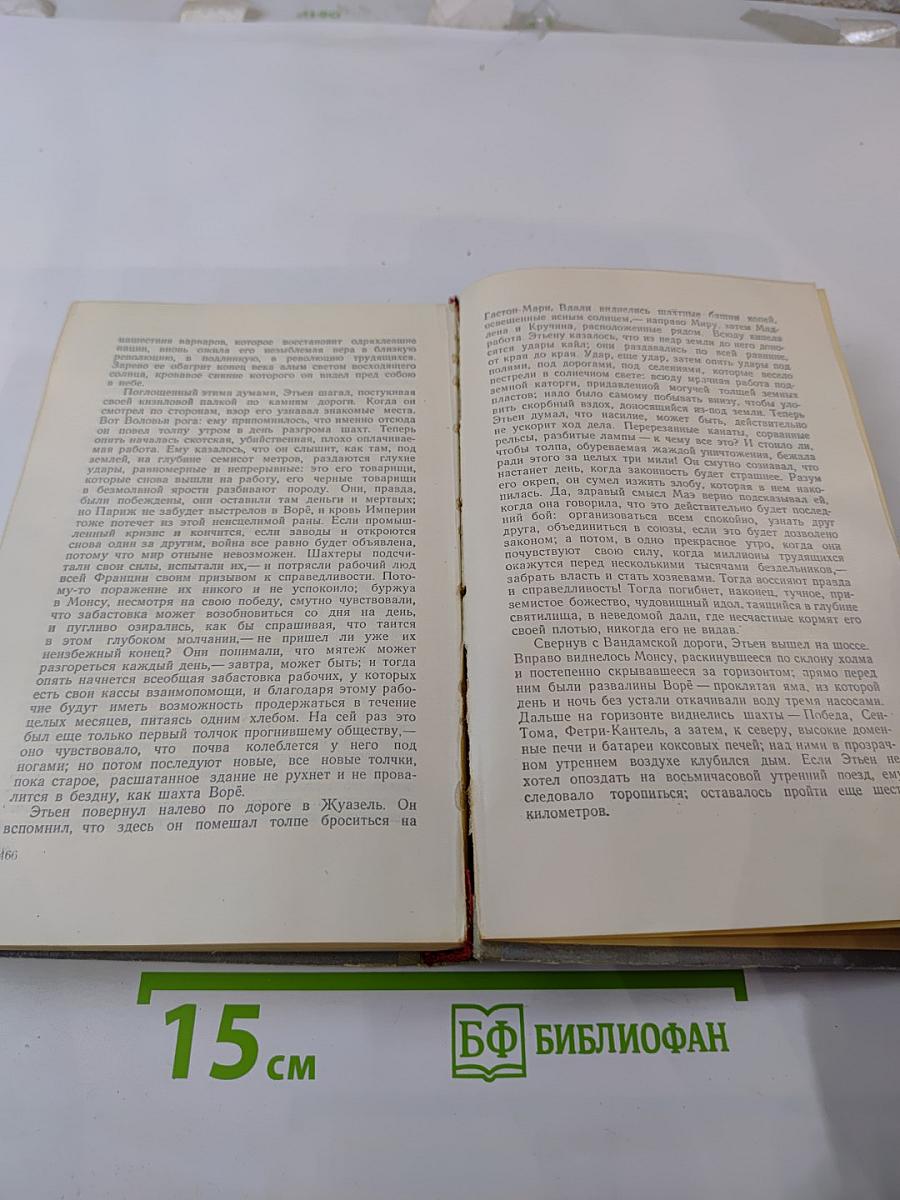 нашествия варваров, которое восстановит одряхлевшие
нации, вновь ожила его незыблемая вера в близкую
революцию, в подлинную, в революцию трудящихся.
Зарево ее обагрит конец века алым светом восходящего
солнца, кровавое сияние которого он видел пред собою
в небе.
Поглощенный этими думами, Этьен шагал, постукивая
своей кизиловой палкой по камням дороги. Когда он
смотрел по сторонам, взор его узнавал знакомые места.
Вот Воловьи рога: ему припомнилось, что именно отсюда
он повел толпу утром в день разгрома шахт. Теперь
опять началась скотская, убийственная, плохо оплачивае-
мая работа. Ему казалось, что он слышит, как там, под
землей, на глубине семисот метров, раздаются глухие
удары, равномерные и непрерывные: это его товарищи,
которые снова вышли на работу, его черные товарищи
в безмолвной ярости разбивают породу. Они, правда,
были побеждены, они оставили там деньги и мертвых;
но Париж не забудет выстрелов в Ворё, и кровь Империи
тоже потечет из этой неисцелимой раны. Если промыш-
ленный кризис и кончится, если заводы и откроются
снова один за другим, война все равно будет объявлена,
потому что мир отныне невозможен. Шахтеры подсчи-
тали свои силы, испытали их,— и потрясли рабочий люд
всей Франции своим призывом к справедливости. Пото-
му-то поражение их никого и не успокоило; буржуа
в Монсу, несмотря на свою победу, смутно чувствовали,
что забастовка может возобновиться со дня на день,
и пугливо озирались, как бы спрашивая, что таится
в этом глубоком молчании,— не пришел ли уже их
неизбежный конец? Они понимали, что мятеж может
разгореться каждый день,— завтра, может быть; и тогда
опять начнется всеобщая забастовка рабочих, у которых
есть свои кассы взаимопомощи, и благодаря этому рабо-
чие будут иметь возможность продержаться в течение
целых месяцев, питаясь одним хлебом. На сей раз это
был еще только первый толчок прогнившему обществу,—
оно чувствовало, что почва колеблется у него под
ногами; но потом последуют новые, все новые толчки,
пока старое, расшатанное здание не рухнет и не прова-
лится в бездну, как шахта Ворё.
Этьен повернул налево по дороге в Жуазель. Он
вспомнил, что здесь он помешал толпе броситься на
466
Гастон-Мари. Вдали виднелись шахтные башни копей,
освещенные ясным солнцем,— направо Миру, затем Мад-
лена и Кручина, расположенные рядом. Всюду кипела
работа. Этьену казалось, что из недр земли до него доно-
сятся удары кайл; они раздавались по всей равнине,
от края до края. Удар, еще удар, затем опять удары под
полями, под дорогами, под селениями, которые весело
пестрели в солнечном свете: всюду мрачная работа под-
земной каторги, придавленной могучей толщей земных
пластов; надо было самому побывать внизу, чтобы уло-
вить скорбный вздох, доносящийся из-под земли. Теперь
Этьен думал, что насилие, может быть, действительно
не ускорит ход дела. Перерезанные канаты, сорванные
рельсы, разбитые лампы — к чему все это? И стоило ли,
чтобы толпа, обуреваемая жаждой уничтожения, бежала
ради этого за целых три мили! Он смутно сознавал, что
настанет день, когда законность будет страшнее. Разум
его окреп, он сумел изжить злобу, которая в нем нако-
пилась. Да, здравый смысл Маэ верно подсказывал ей,
когда она говорила, что это действительно будет послед-
ний бой: организоваться всем спокойно, узнать друг
друга, объединиться в союзы, если это будет дозволено
законом; а потом, в одно прекрасное утро, когда они
почувствуют свою силу, когда миллионы трудящихся
окажутся перед несколькими тысячами бездельников,—
забрать власть и стать хозяевами. Тогда воссияют правда
и справедливость! Тогда погибнет, наконец, тучное, при-
земистое божество, чудовищный идол, таящийся в глубине
святилища, в неведомой дали, где несчастные кормят его
своей плотью, никогда его не видав.
Свернув с Вандамской дороги, Этьен вышел на шоссе.
Вправо виднелось Монсу, раскинувшееся по склону холма
и постепенно скрывавшееся за горизонтом; прямо перед
ним были развалины Ворё — проклятая яма, из которой
день и ночь без устали откачивали воду тремя насосами.
Дальше на горизонте виднелись шахты — Победа, Сен-
Тома, Фетри-Кантель, а затем, к северу, высокие домен-
ные печи и батареи коксовых печей; над ними в прозрач-
ном утреннем воздухе клубился дым. Если Этьен не
хотел опоздать на восьмичасовой утренний поезд, ему
следовало торопиться; оставалось пройти еще шест
километров.
15 см
БФ БИБЛИОФАН